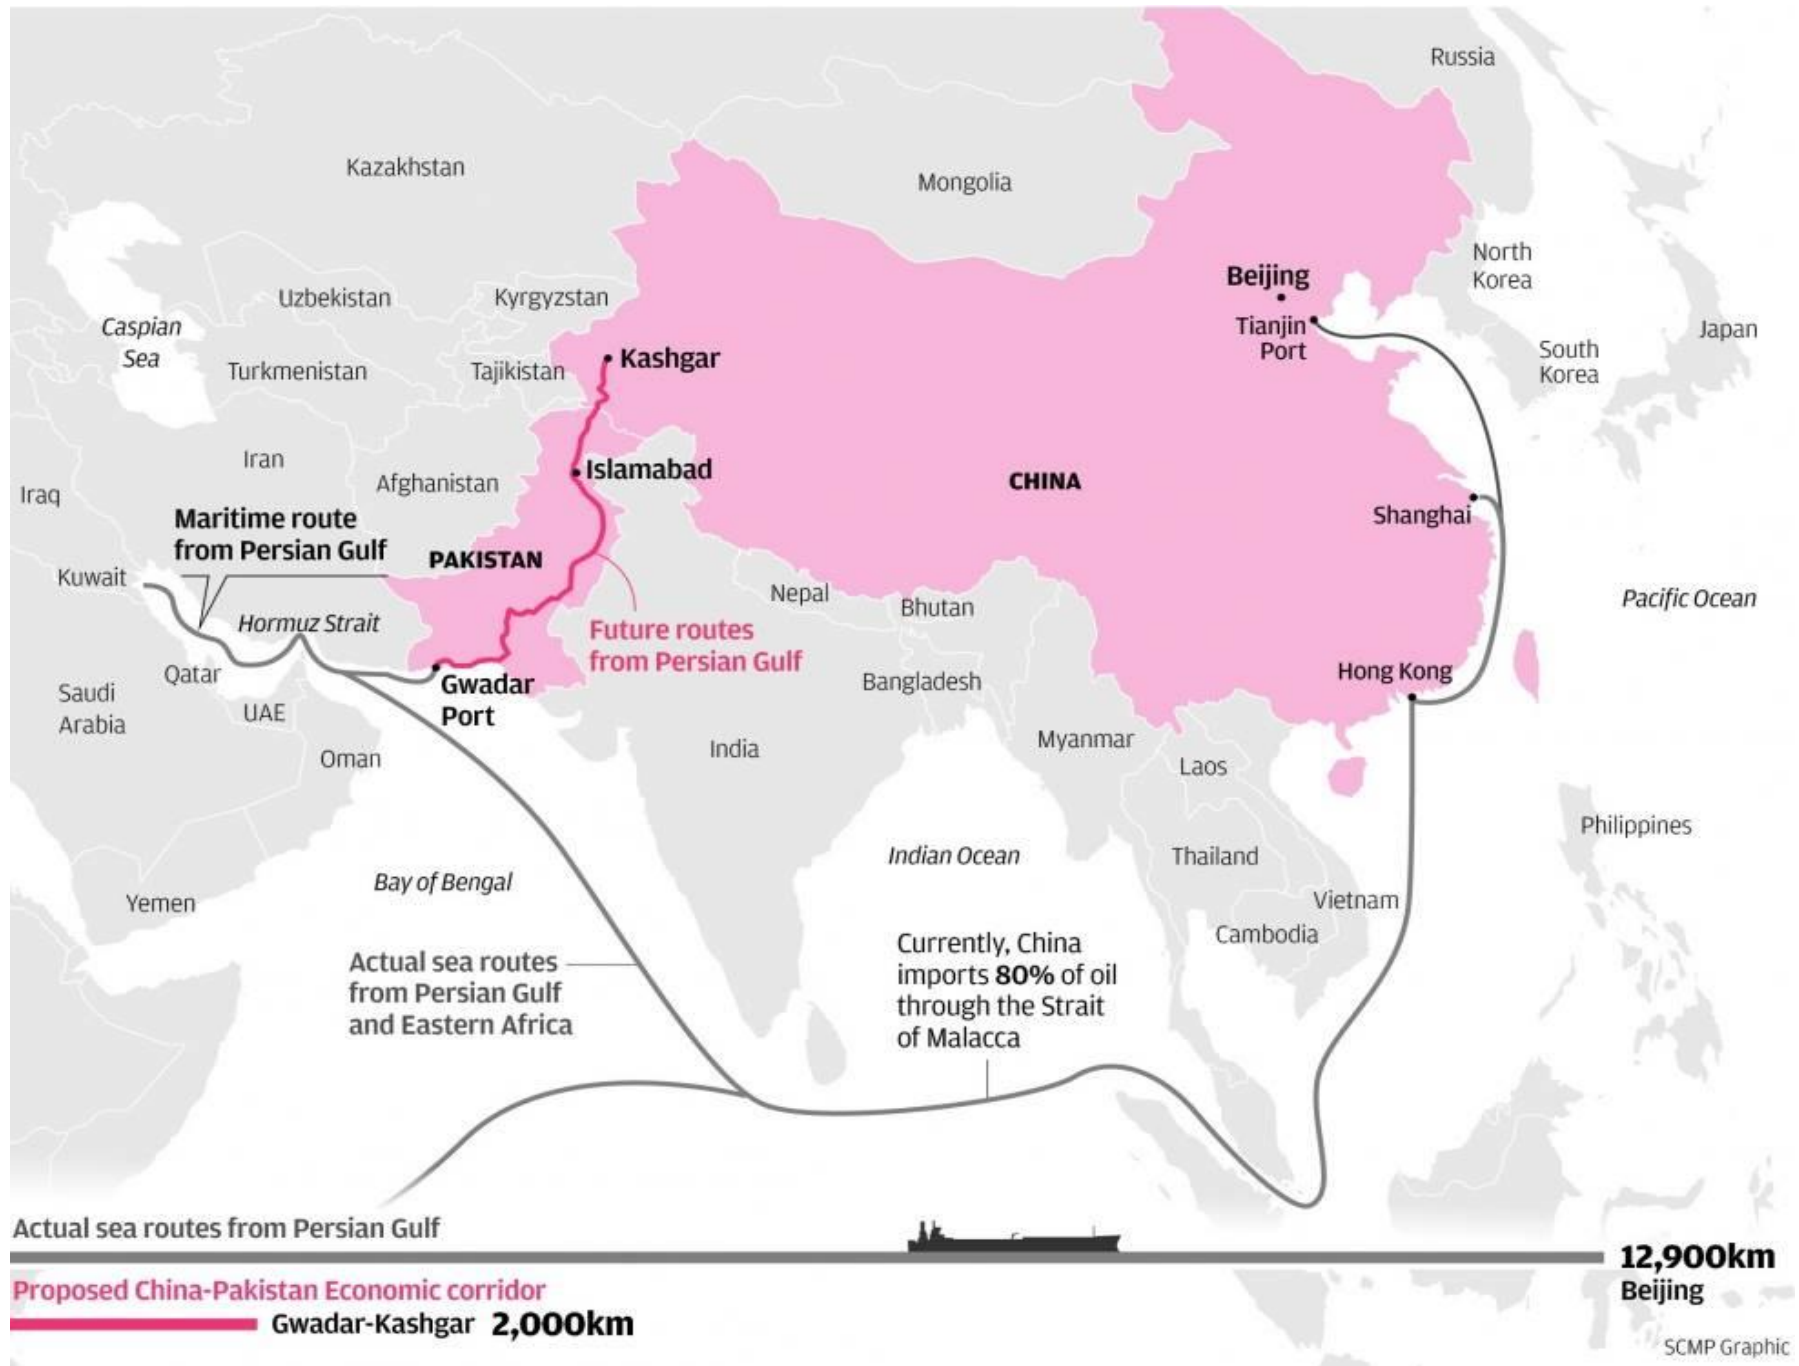 Russia
Kazakhstan
Mongolia
North
Korea
Beijing
Uzbekistan
Kyrgyzstan
Caspian
Sea
Tianjin
Port
Japan
South
Korea
Kashgar
Turkmenistan
Tajikistan
Iran
Islamabad
Afghanistan
CHINA
Iraq
Maritime route
from Persian Gulf
Shanghai
PAKISTAN
Kuwait
Nepal
Bhutan
Pacific Ocean
Hormuz Strait
Future routes
from Persian Gulf
Qatar
Hong Kong
Gwadar
Port
Bangladesh
Saudi
Arabia
UAE
Oman
India
Myanmar
Laos
Philippines
Indian Ocean
Thailand
Bay of Bengal
Yemen
Vietnam
Cambodia
Currently, China
imports 80% of oil
through the Strait
of Malacca
Actual sea routes
from Persian Gulf
and Eastern Africa
Actual sea routes from Persian Gulf
12,900km
Beijing
Proposed China-Pakistan Economic corridor
Gwadar-Kashgar 2,000km
SCMP Graphic